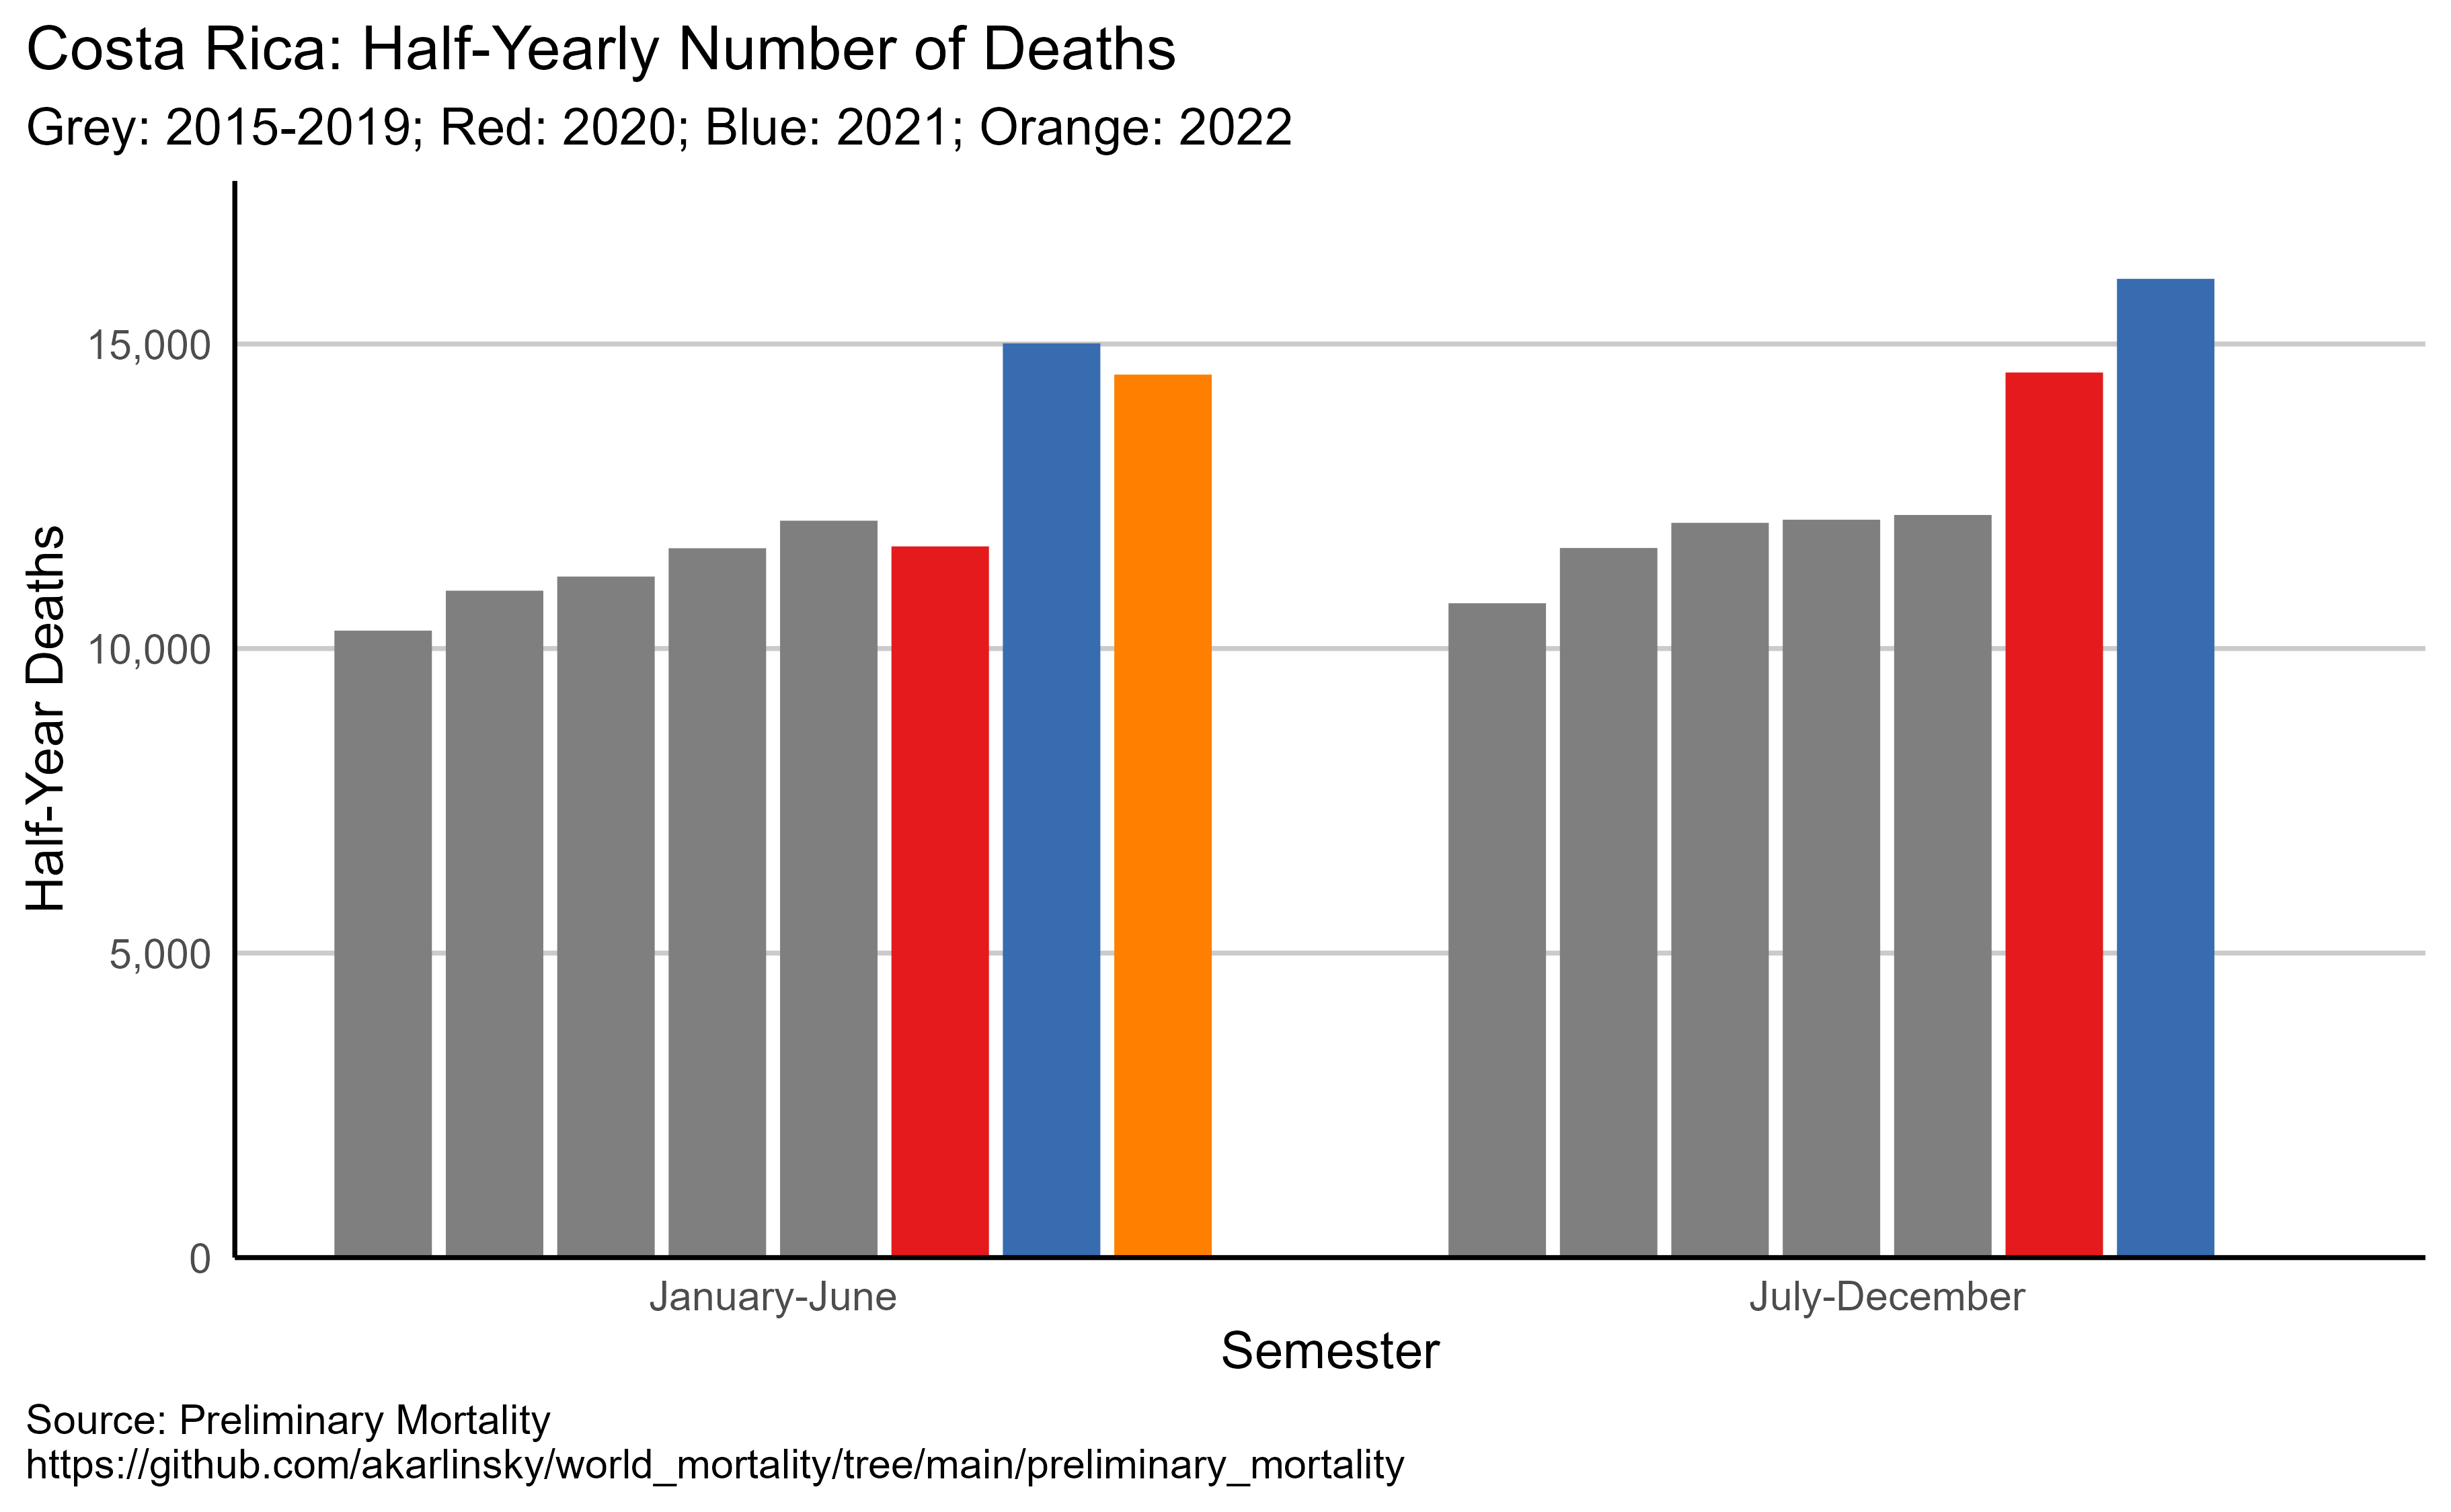 Costa Rica: Half-Yearly Number of Deaths
Grey: 2015-2019; Red: 2020; Blue: 2021; Orange: 2022
Half-Year Deaths
15,000
10,000
5,000
0
January-June
July-December
Semester
Source: Preliminary Mortality
https://github.com/akarlinsky/world_mortality/tree/main/preliminary_mortality